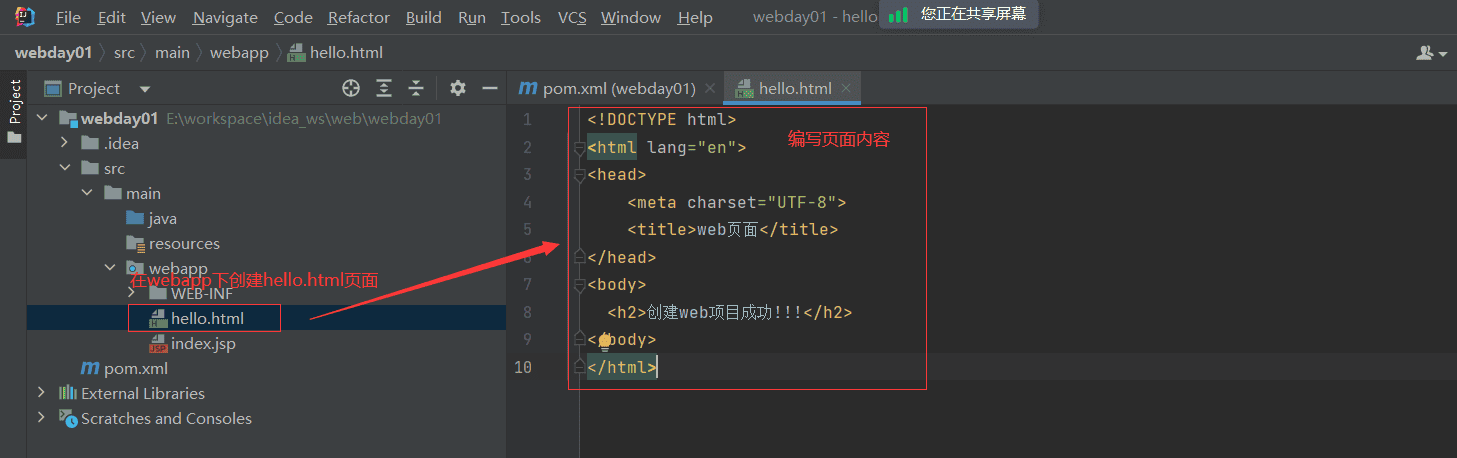 File Edit View Navigate Code Refactor Build Run Tools VCS Window Help webday01 - hello 您正在共享屏幕
webday01 src main webapp hello.html
Project
Project
pom.xml (webday01) hello.html
webday01 E:\workspace\idea_ws\web\webday01
.idea
src
main
java
resources
webapp
在webapp下创建hello.html页面
WEB-INF
hello.html
index.jsp
pom.xml
External Libraries
Scratches and Consoles
编写页面内容
1 <!DOCTYPE html>
2 <html lang="en">
3 <head>
4 <meta charset="UTF-8">
5 <title>web页面</title>
6 </head>
7 <body>
8 <h2>创建web项目成功!!!</h2>
9 < body>
10 </html>